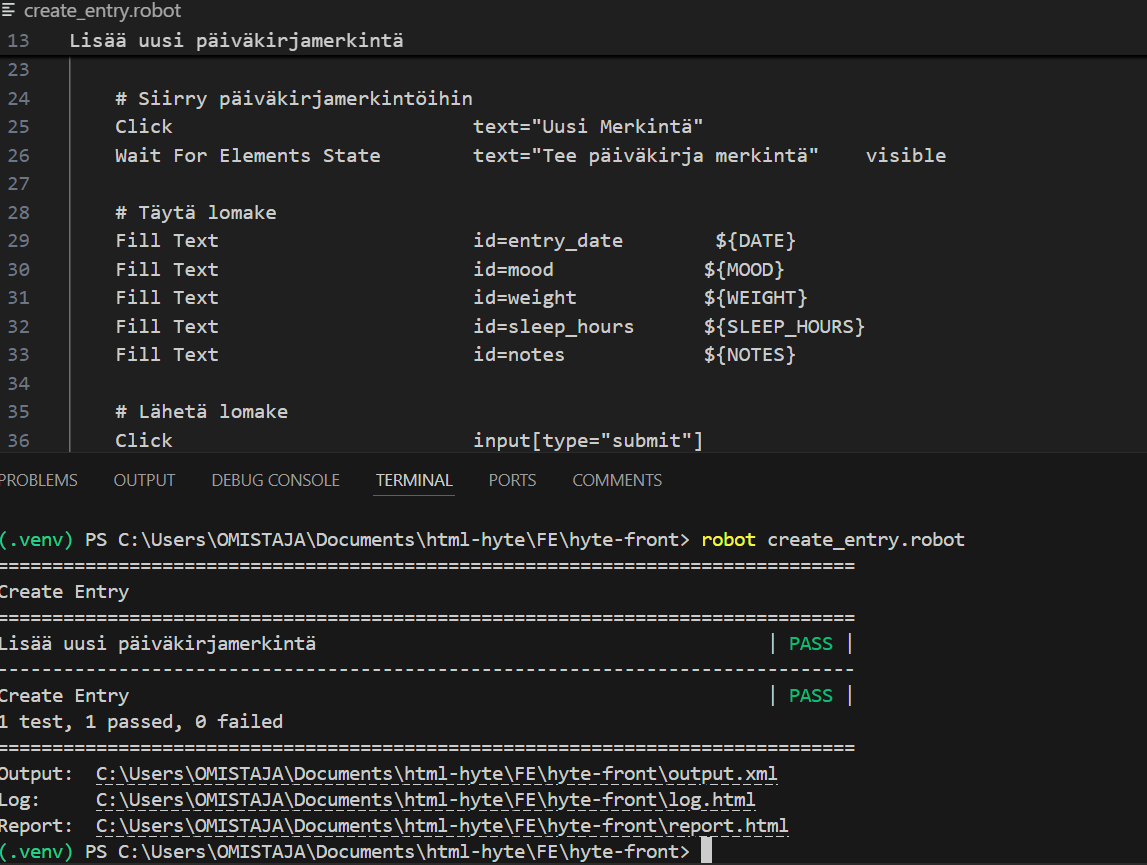 create_entry.robot
13 Lisää uusi päiväkirjamerkintä
23
24 # Siirry päiväkirjamerkintöihin
25 Click text="Uusi Merkintä"
26 Wait For Elements State text="Tee päiväkirja merkintä" visible
27
28 # Täytä lomake
29 Fill Text id=entry_date ${DATE}
30 Fill Text id=mood ${MOOD}
31 Fill Text id=weight ${WEIGHT}
32 Fill Text id=sleep_hours ${SLEEP_HOURS}
33 Fill Text id=notes ${NOTES}
34
35 # Lähetä lomake
36 Click input[type="submit"]
PROBLEMS OUTPUT DEBUG CONSOLE TERMINAL PORTS COMMENTS
(.venv) PS C:\Users\OMISTAJA\Documents\html-hyte\FE\hyte-front> robot create_entry.robot
==============================================================================
Create Entry
==============================================================================
Lisää uusi päiväkirjamerkintä | PASS |
------------------------------------------------------------------------------
Create Entry | PASS |
1 test, 1 passed, 0 failed
==============================================================================
Output: C:\Users\OMISTAJA\Documents\html-hyte\FE\hyte-front\output.xml
Log: C:\Users\OMISTAJA\Documents\html-hyte\FE\hyte-front\log.html
Report: C:\Users\OMISTAJA\Documents\html-hyte\FE\hyte-front\report.html
(.venv) PS C:\Users\OMISTAJA\Documents\html-hyte\FE\hyte-front>